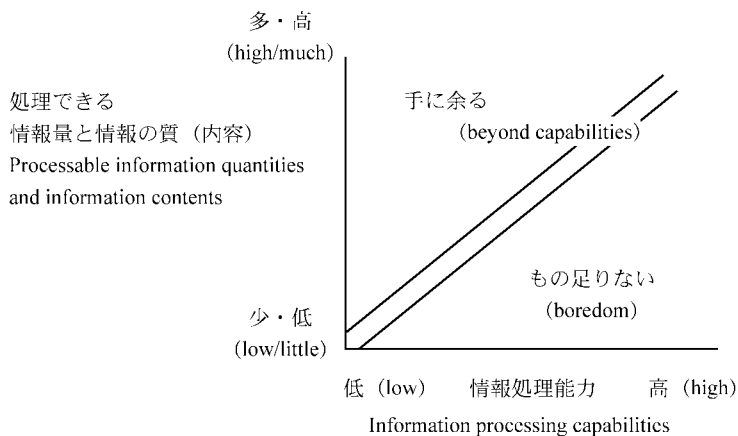 多・高
(high/much)
処理できる
情報量と情報の質（内容）
Processable information quantities
and information contents
手に余る
(beyond capabilities)
もの足りない
(boredom)
少・低
(low/little)
低 (low) 情報処理能力 高 (high)
Information processing capabilities